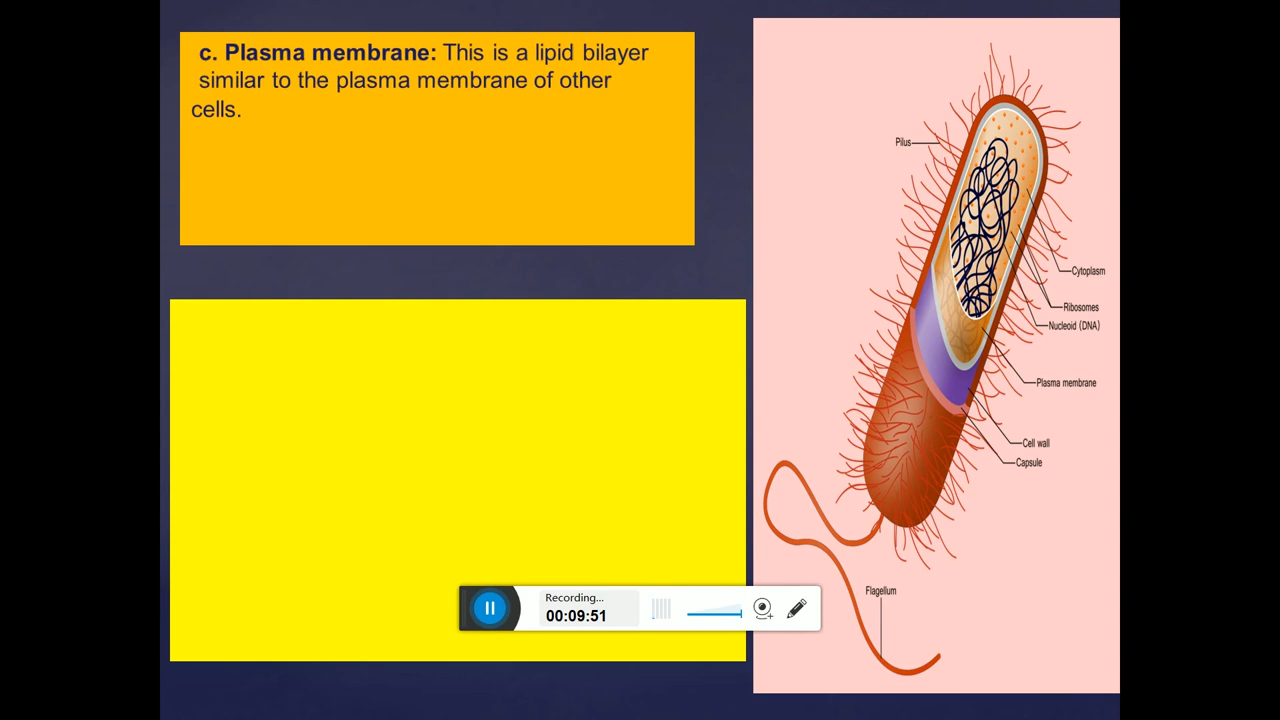 c. Plasma membrane: This is a lipid bilayer
similar to the plasma membrane of other
cells.
Pilus
Cytoplasm
Ribosomes
Nucleoid (DNA)
Plasma membrane
Cell wall
Capsule
Flagellum
Recording...
00:09:51